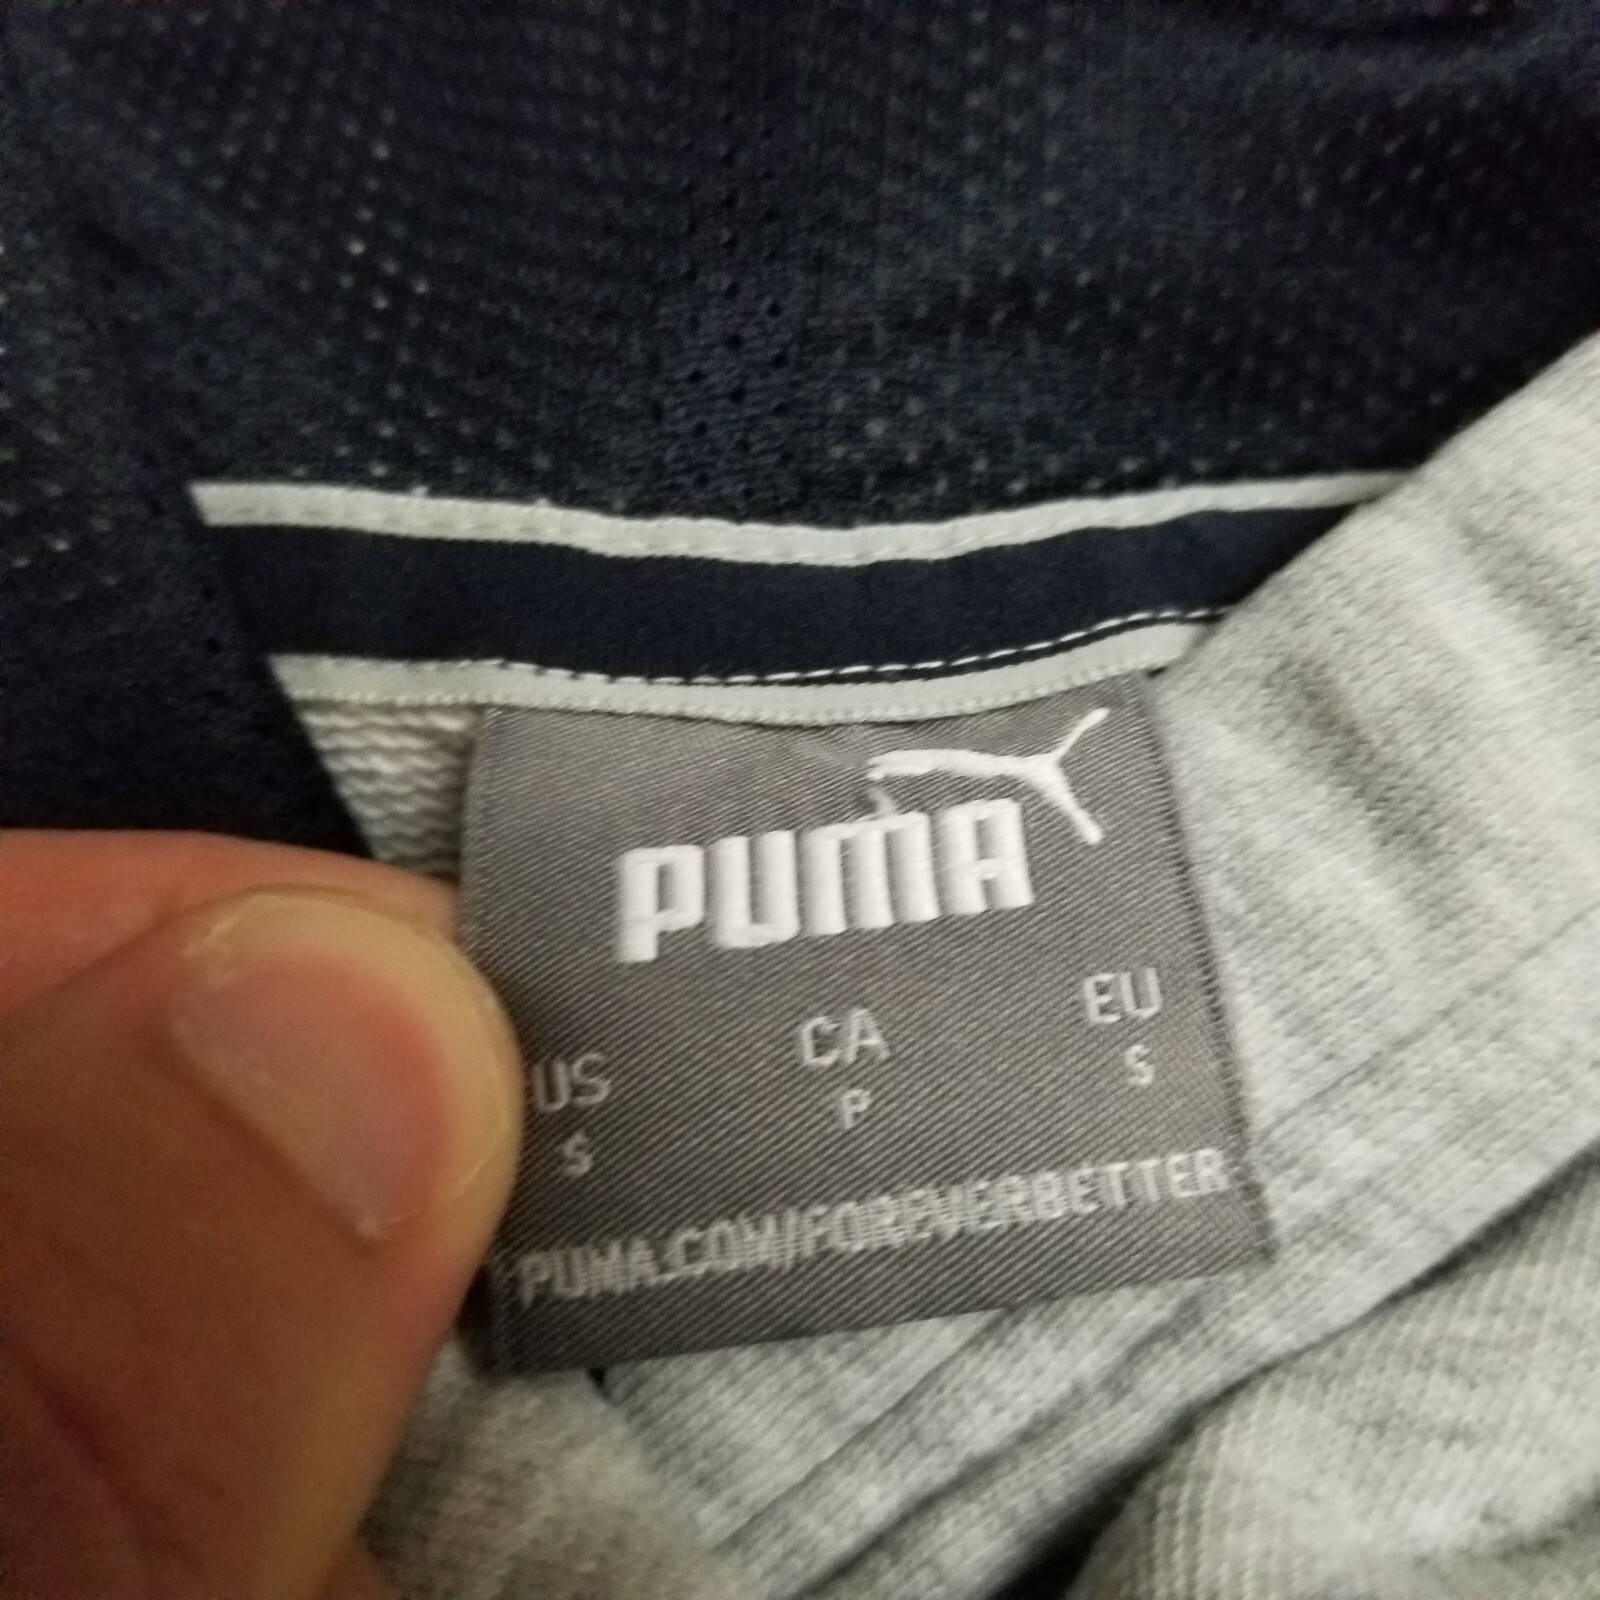 PUMA
US CA EU
S P S
PUMA.COM/FOREVERBETTER